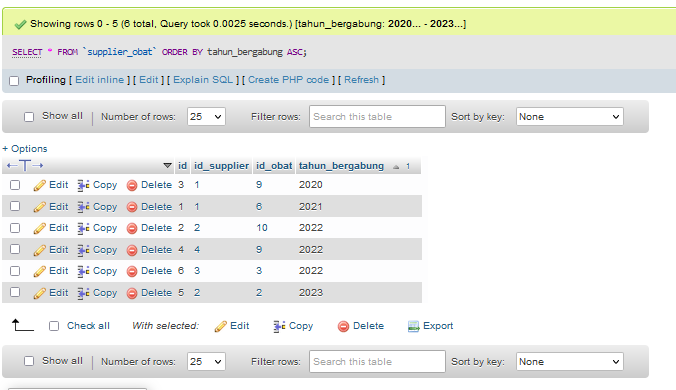 Showing rows 0 - 5 (6 total, Query took 0.0025 seconds.) [tahun_bergabung: 2020... - 2023...]
SELECT * FROM `supplier_obat` ORDER BY tahun_bergabung ASC;
Profiling [ Edit inline ] [ Edit ] [ Explain SQL ] [ Create PHP code ] [ Refresh ]
Show all Number of rows: 25 Filter rows: Search this table Sort by key: None
+ Options
←T→ id id_supplier id_obat tahun_bergabung 1
Edit Copy Delete 3 1 9 2020
Edit Copy Delete 1 1 6 2021
Edit Copy Delete 2 2 10 2022
Edit Copy Delete 4 4 9 2022
Edit Copy Delete 6 3 3 2022
Edit Copy Delete 5 2 2 2023
Check all With selected: Edit Copy Delete Export
Show all Number of rows: 25 Filter rows: Search this table Sort by key: None